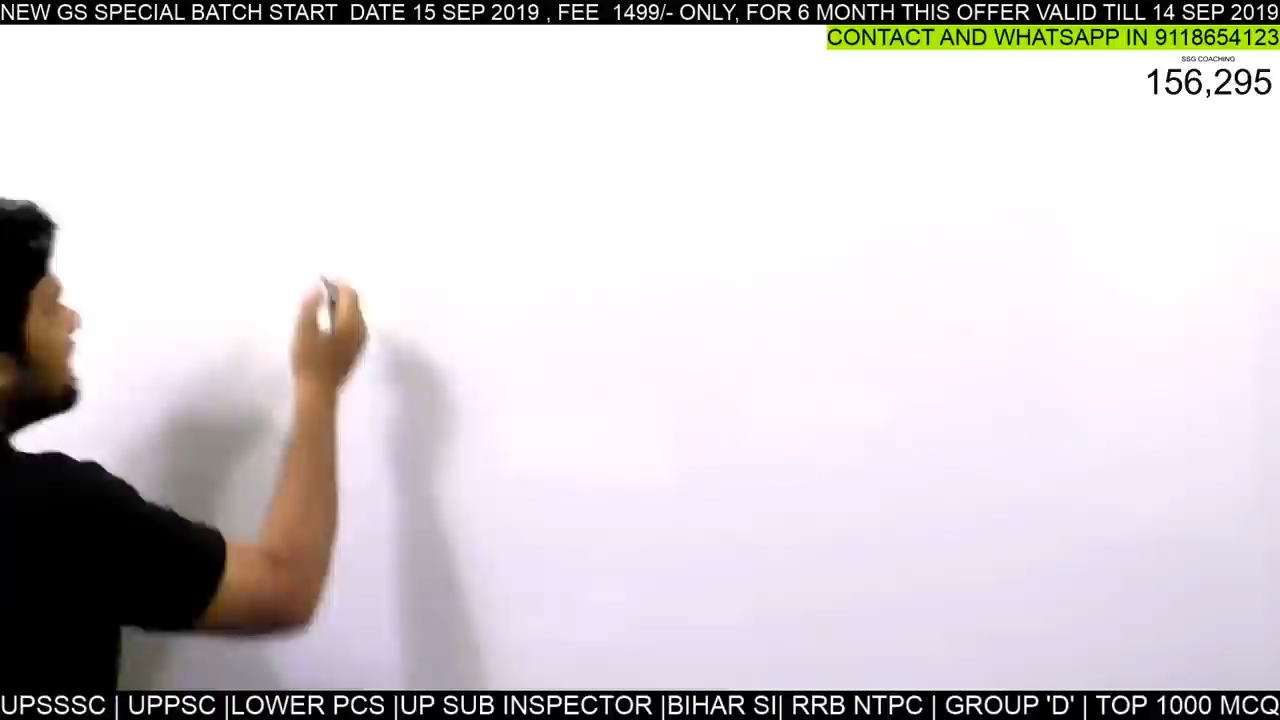 NEW GS SPECIAL BATCH START DATE 15 SEP 2019 , FEE 1499/- ONLY, FOR 6 MONTH THIS OFFER VALID TILL 14 SEP 2019
CONTACT AND WHATSAPP IN 9118654123
SSG COACHING
156,295
UPSSSC | UPPSC |LOWER PCS |UP SUB INSPECTOR |BIHAR SI| RRB NTPC | GROUP 'D' | TOP 1000 MCQ